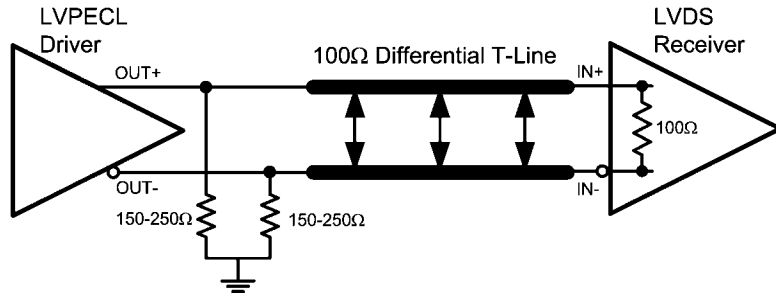 LVPECL
Driver
LVDS
Receiver
100Ω Differential T-Line
OUT+
IN+
100Ω
OUT-
IN-
150-250Ω
150-250Ω